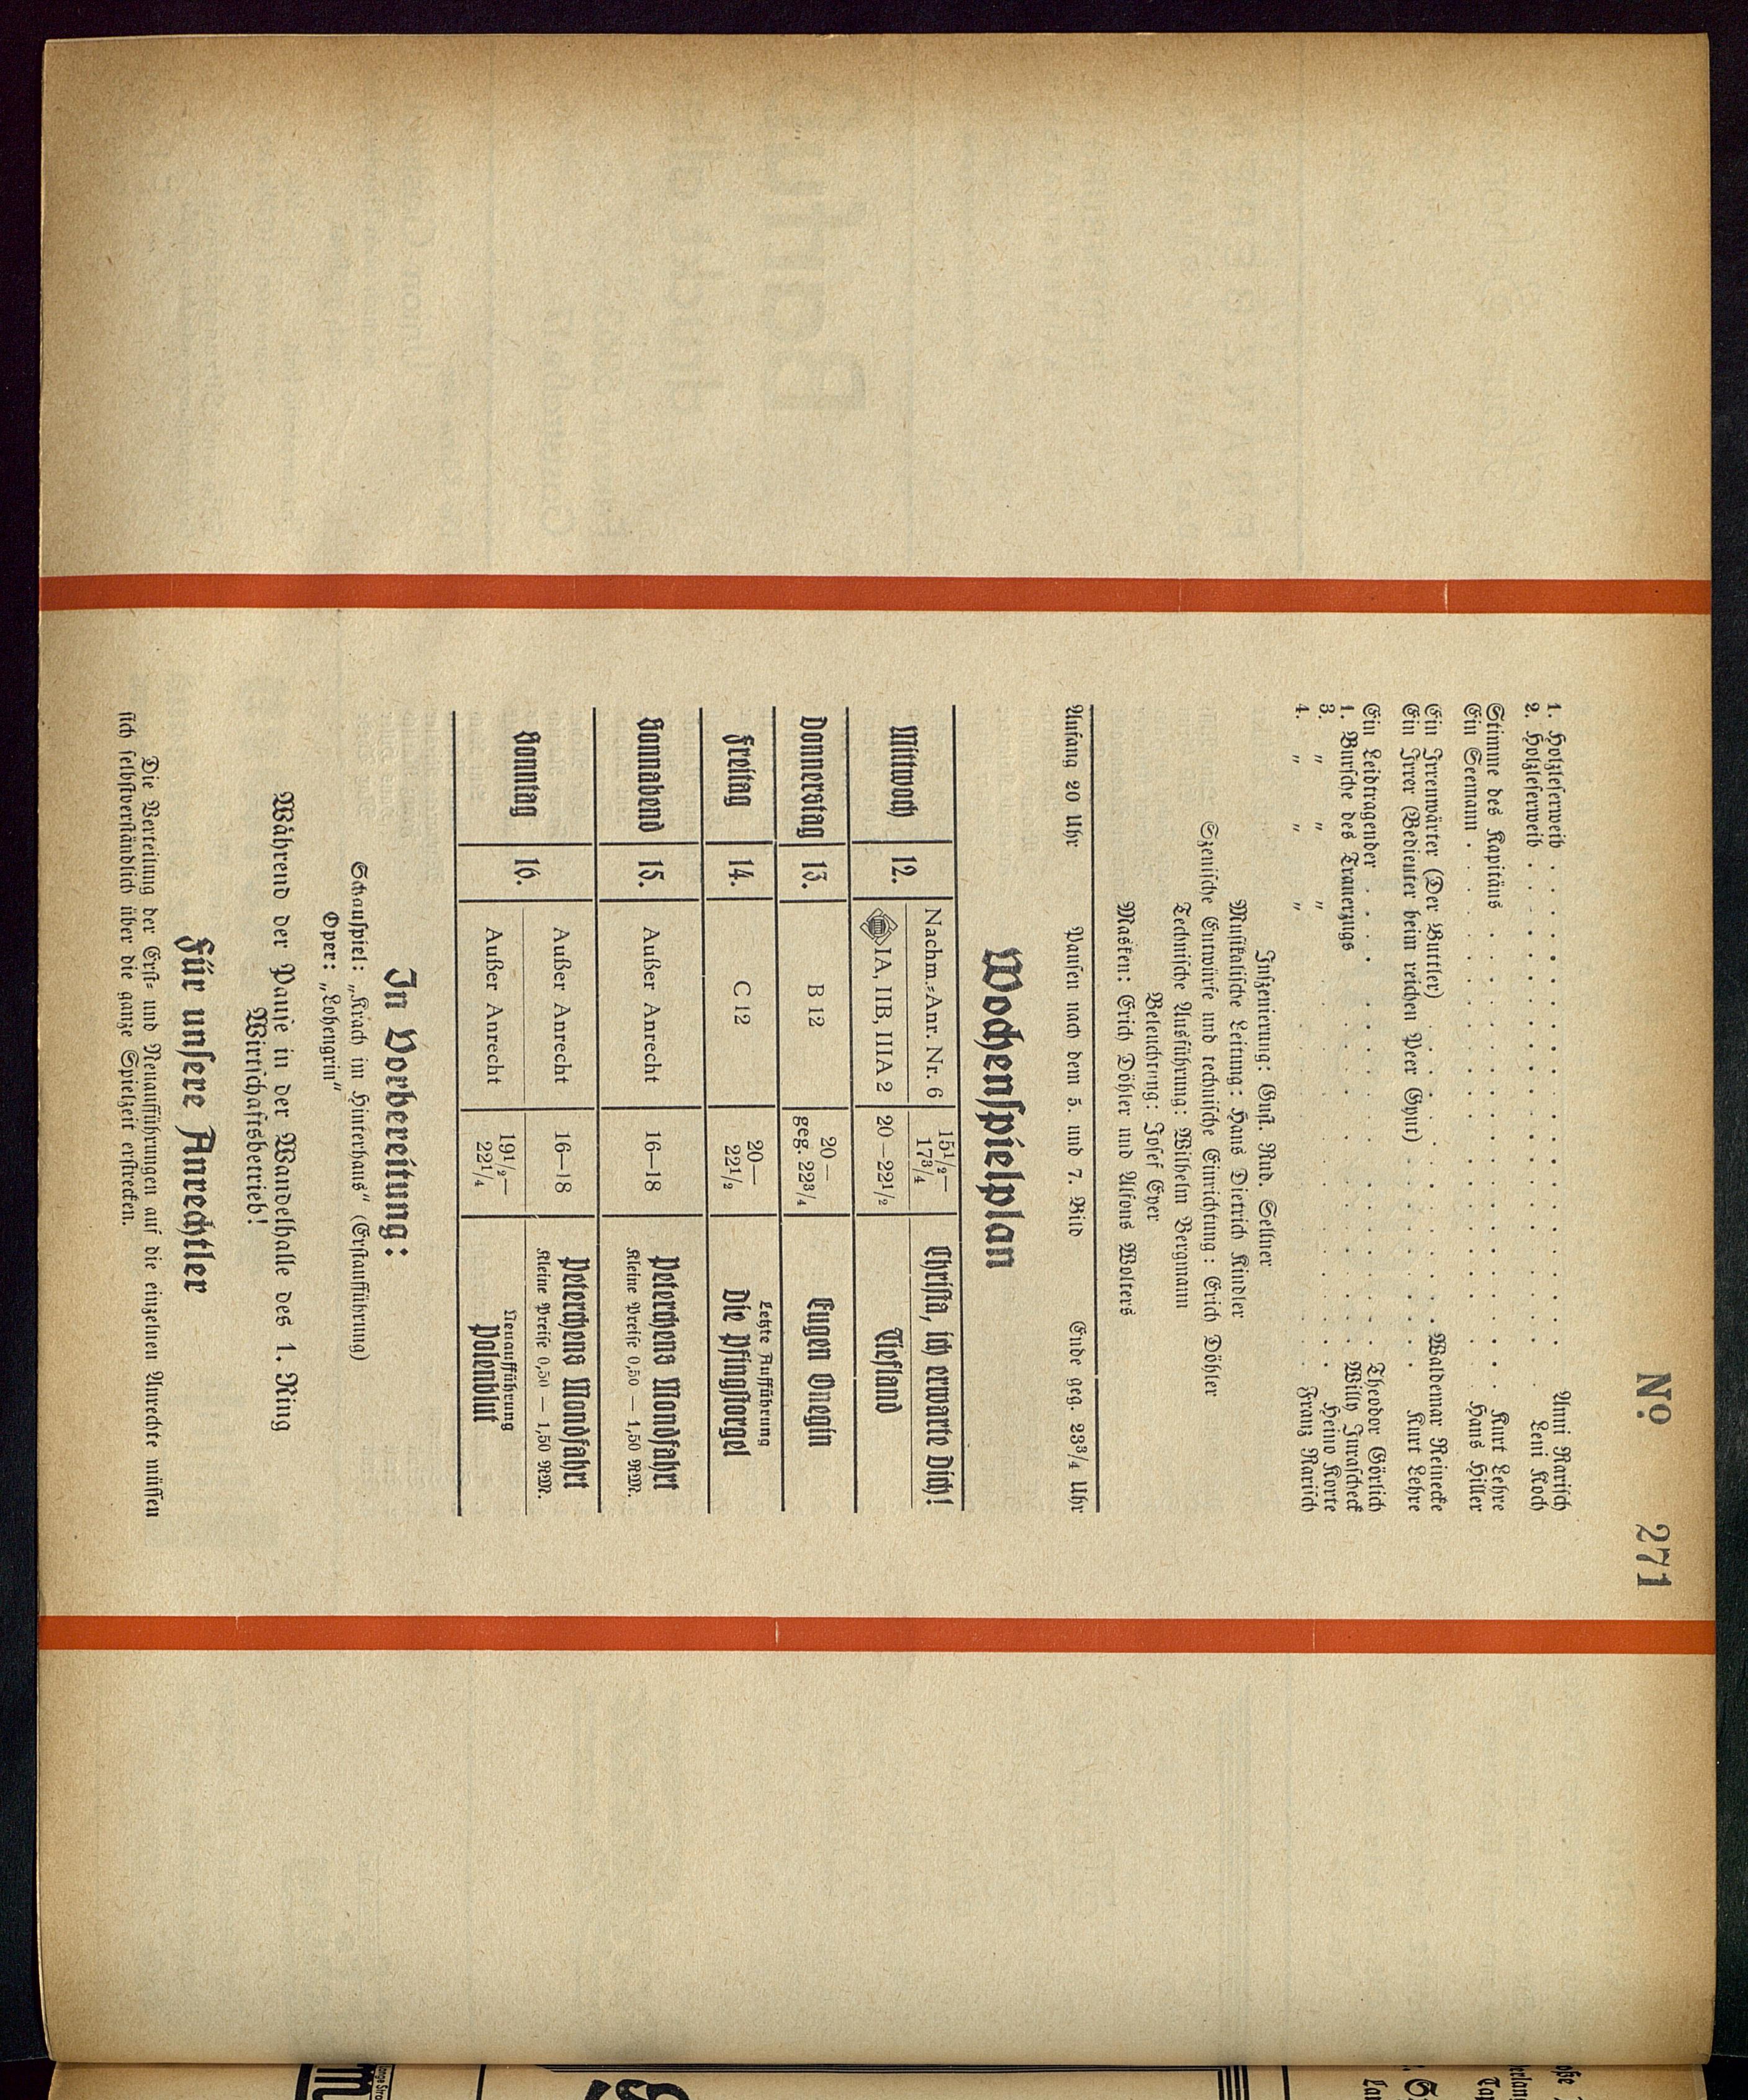 No 271
1. Holzleserweib . . . . . . . . . . . Anni Rarisch
2. Holzleserweib . . . . . . . . . . . Leni Koch
Stimme des Kapitäns . . . . . . . . . . Kurt Lehre
Ein Seemann . . . . . . . . . . . . Hans Hiller
Ein Irrenwärter (Der Buttler) . . . . . . . Waldemar Reinecke
Ein Irrer (Bedienter beim reichen Peer Gynt) . . . . . Kurt Lehre
Ein Leidtragender . . . . . . . . . . . Theodor Görlich
1. Bursche des Trauerzugs . . . . . . . . Willy Juraschek
3. " " " . . . . . . . . Heino Korte
4. " " " . . . . . . . . Franz Rarisch
Inszenierung: Gust. Rud. Sellner
Musikalische Leitung: Hans Dietrich Kindler
Szenische Entwürfe und technische Einrichtung: Erich Döhler
Technische Ausführung: Wilhelm Bergmann
Beleuchtung: Josef Eyer
Masken: Erich Döhler und Alfons Wolters
Anfang 20 Uhr Pausen nach dem 5. und 7. Bild Ende geg. 23³/₄ Uhr
Wochenspielplan
Mittwoch 12. Nachm.-Anr. Nr. 6 15¹/₂—17³/₄ Christa, ich erwarte Dich!
IA, IIB, IIIA 2 20–22¹/₂ Tiefland
Donnerstag 13. B 12 20—geg. 22³/₄ Eugen Onegin
Freitag 14. C 12 20—22¹/₂ Letzte Aufführung
Die Pfingstorgel
Sonnabend 15. Außer Anrecht 16—18 Peterchens Mondfahrt
Kleine Preise 0,50 — 1,50 RM.
Sonntag 16. Außer Anrecht 16—18 Peterchens Mondfahrt
Kleine Preise 0,50 — 1,50 RM.
Außer Anrecht 19¹/₂—22¹/₄ Neuaufführung
Polenblut
In Vorbereitung:
Schauspiel: „Krach im Hinterhaus“ (Erstaufführung)
Oper: „Lohengrin“
Während der Pause in der Wandelhalle des 1. Ring
Wirtschaftsbetrieb!
Für unsere Anrechtler
Die Verteilung der Erst- und Neuaufführungen auf die einzelnen Anrechte müssen
sich selbstverständlich über die ganze Spielzeit erstrecken.